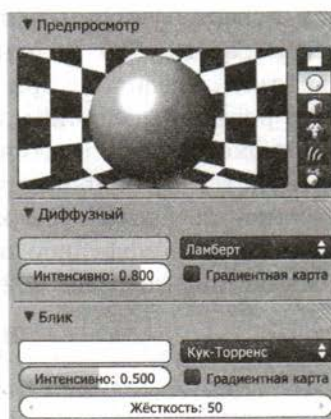 Предпросмотр
Диффузный
Ламберт
Интенсивно: 0.800
Градиентная карта
Блик
Кук-Торренс
Интенсивно: 0.500
Градиентная карта
Жёсткость: 50